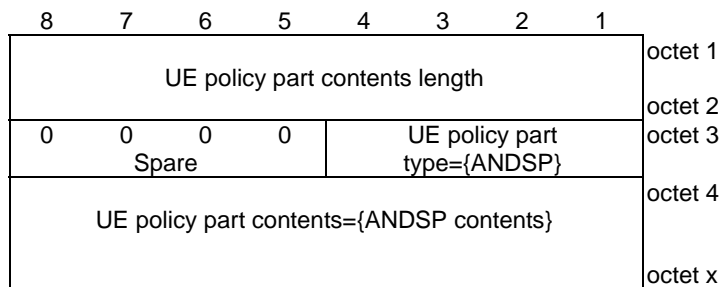 8 7 6 5 4 3 2 1
octet 1
UE policy part contents length
octet 2
0 0 0 0 UE policy part octet 3
Spare type={ANDSP}
octet 4
UE policy part contents={ANDSP contents}
octet x